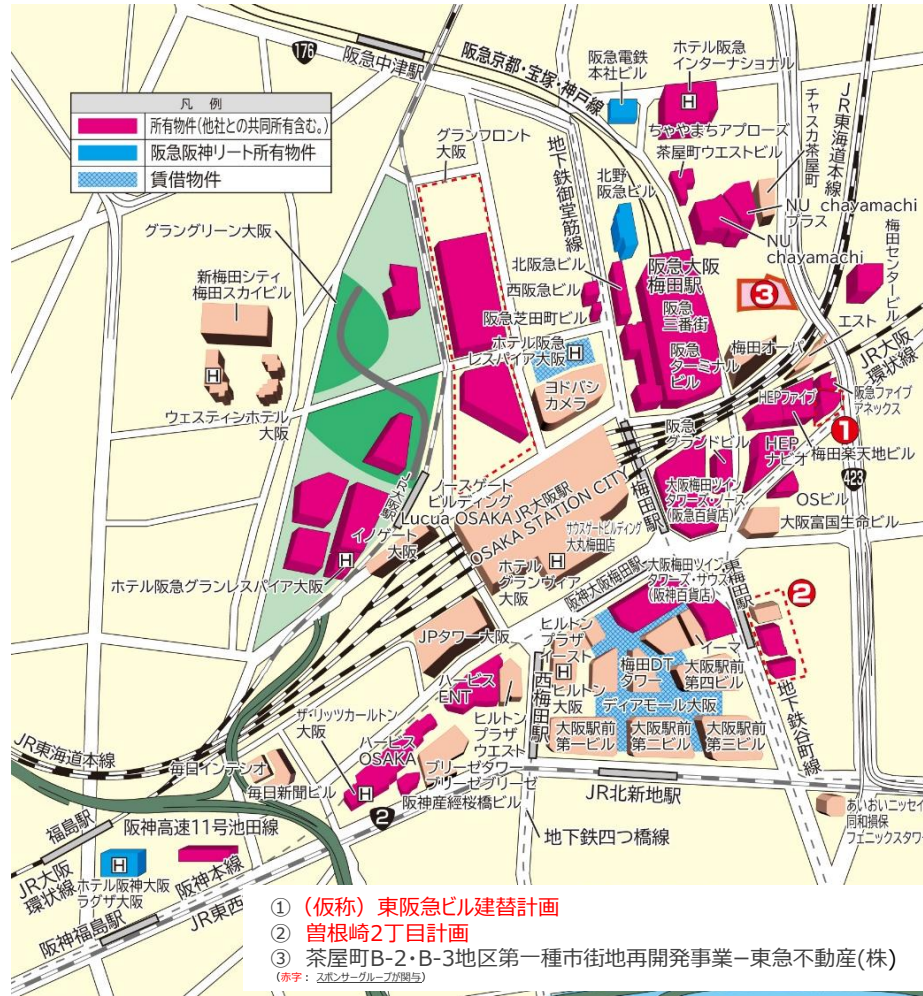 176
阪急中津駅
阪急京都・宝塚・神戸線
阪急電鉄
本社ビル
ホテル阪急
インターナショナル
H
凡 例
所有物件(他社との共同所有含む。)
阪急阪神リート所有物件
賃借物件
グランフロント
大阪
地下鉄御堂筋線
ちゃやまちアプローズ
茶屋町ウエストビル
チャスカ茶屋町
JR東海道本線
北野
阪急ビル
NU chayamachi
プラス
NU
chayamachi
梅田センタービル
グラングリーン大阪
新梅田シティ
梅田スカイビル
北阪急ビル
西阪急ビル
阪急芝田町ビル
阪急大阪
梅田駅
阪急
三番街
③
エスト
ホテル阪急
レスパイア大阪
H
阪急
ターミナル
ビル
梅田オーパ
JR大阪
環状線
H
ウェスティンホテル
大阪
ヨドバシ
カメラ
HEPファイブ
阪急ファイブ
アネックス
①
阪急
グランドビル
HEP
ナビオ
梅田楽天地ビル
423
JR大阪駅
ノースゲート
ビルディング
Lucua OSAKA
JR大阪駅
OSAKA STATION CITY
梅田駅
大阪梅田ツイン
タワーズ・ノース
(阪急百貨店)
OSビル
大阪富国生命ビル
イノゲート
大阪
サウスゲートビルディング
大丸梅田店
H
ホテル阪急グランレスパイア大阪
ホテル
グランヴィア
大阪
H
阪神大阪梅田駅
大阪梅田ツイン
タワーズ・サウス
(阪神百貨店)
東梅田駅
②
JPタワー大阪
ヒルトン
プラザ
イースト
H
イーマ
ハービス
ENT
梅田DT
タワー
大阪駅前
第四ビル
ヒルトン
大阪
西梅田駅
ディアモール大阪
地下鉄谷町線
ザ・リッツカールトン
大阪
ヒルトン
プラザ
ウエスト
大阪駅前
第一ビル
大阪駅前
第二ビル
大阪駅前
第三ビル
ハービス
OSAKA
JR東海道本線
毎日インテシオ
毎日新聞ビル
ブリーゼタワー
ブリーゼブリーゼ
H
阪神産經桜橋ビル
JR北新地駅
あいおいニッセイ
同和損保
フェニックスタワー
2
福島駅
阪神高速11号池田線
地下鉄四つ橋線
JR大阪
環状線
H
ホテル阪神大阪
ラダザ大阪
阪神本線
阪神福島駅
JR東西
① (仮称) 東阪急ビル建替計画
② 曽根崎2丁目計画
③ 茶屋町B-2・B-3地区第一種市街地再開発事業－東急不動産(株)
(赤字： スポンサーグループが関与)